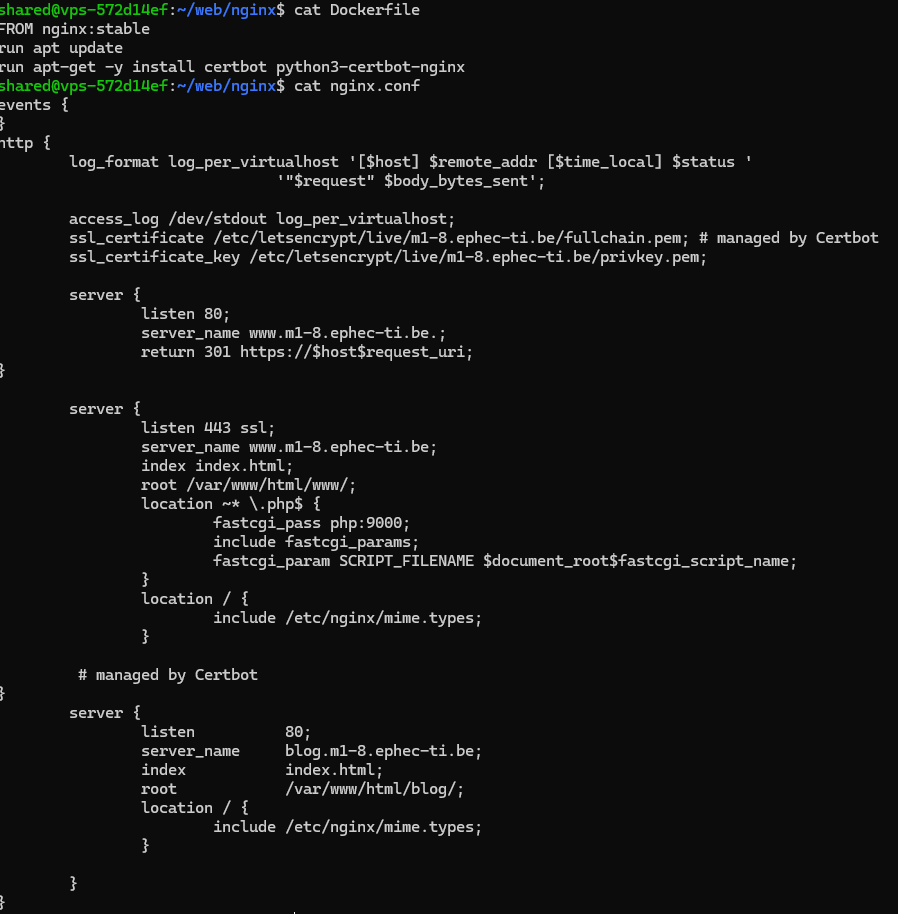 shared@vps-572d14ef:~/web/nginx$ cat Dockerfile
FROM nginx:stable
run apt update
run apt-get -y install certbot python3-certbot-nginx
shared@vps-572d14ef:~/web/nginx$ cat nginx.conf
events {
}
http {
        log_format log_per_virtualhost '[$host] $remote_addr [$time_local] $status '
                               '"$request" $body_bytes_sent';
        access_log /dev/stdout log_per_virtualhost;
        ssl_certificate /etc/letsencrypt/live/m1-8.ephec-ti.be/fullchain.pem; # managed by Certbot
        ssl_certificate_key /etc/letsencrypt/live/m1-8.ephec-ti.be/privkey.pem;
        server {
                listen 80;
                server_name www.m1-8.ephec-ti.be.;
                return 301 https://$host$request_uri;
}
        server {
                listen 443 ssl;
                server_name www.m1-8.ephec-ti.be;
                index index.html;
                root /var/www/html/www/;
                location ~* \.php$ {
                        fastcgi_pass php:9000;
                        include fastcgi_params;
                        fastcgi_param SCRIPT_FILENAME $document_root$fastcgi_script_name;
                }
                location / {
                        include /etc/nginx/mime.types;
                }
         # managed by Certbot
}
        server {
                listen          80;
                server_name     blog.m1-8.ephec-ti.be;
                index           index.html;
                root            /var/www/html/blog/;
                location / {
                        include /etc/nginx/mime.types;
                }
        }
}